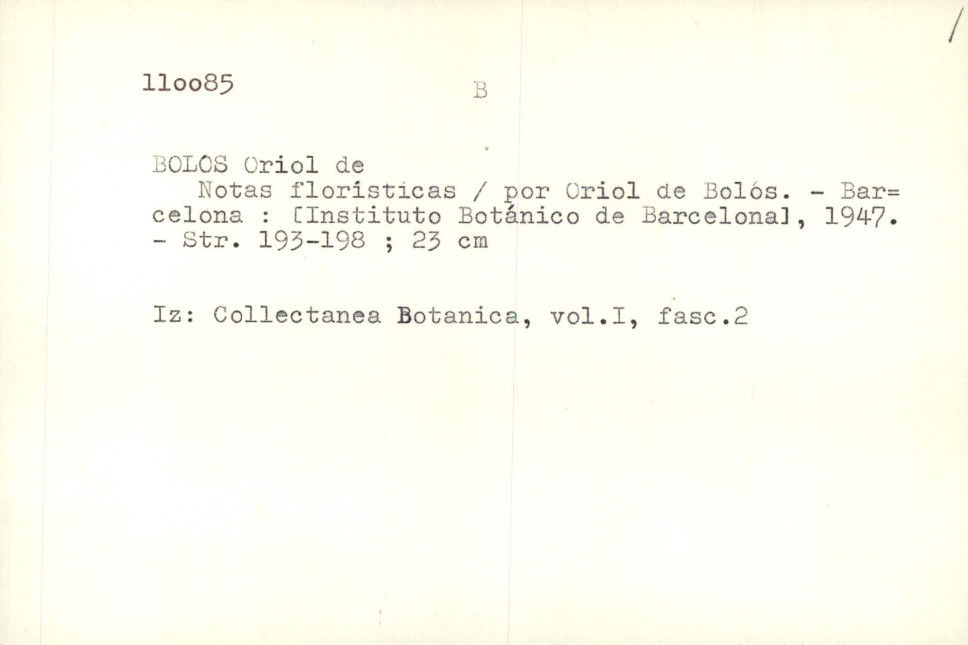 /
lloo85 B
BOLOS Oriol de
Notas florísticas / por Oriol de Bolós. - Bar=
celona : [Instituto Botánico de Barcelona], 1947.
- Str. 193-198 ; 23 cm
Iz: Collectanea Botanica, vol.I, fasc.2